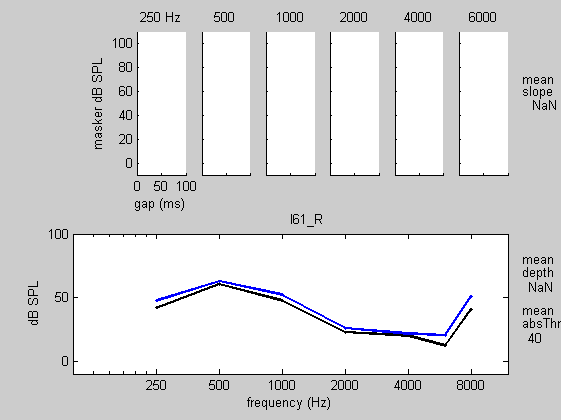 250 Hz 500 1000 2000 4000 6000
masker dB SPL
100
80
60
40
20
0
0 50 100
gap (ms)
mean
slope
NaN
I61_R
dB SPL
100
50
0
250 500 1000 2000 4000 8000
frequency (Hz)
mean
depth
NaN
mean
absThr
40